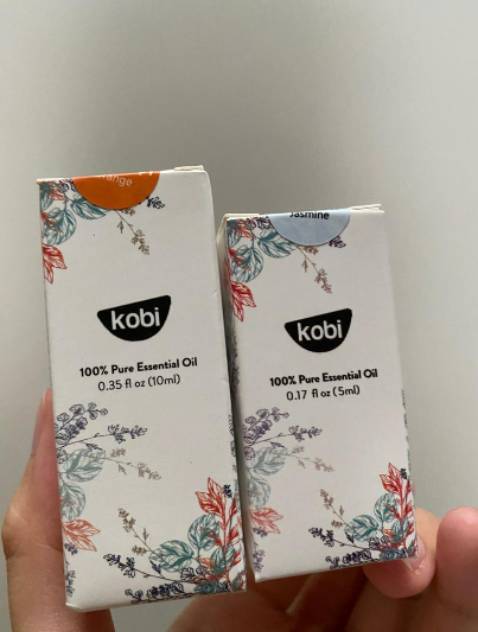 kobi
100% Pure Essential Oil
0.35 fl oz (10ml)
Jasmine
kobi
100% Pure Essential Oil
0.17 fl oz (5ml)